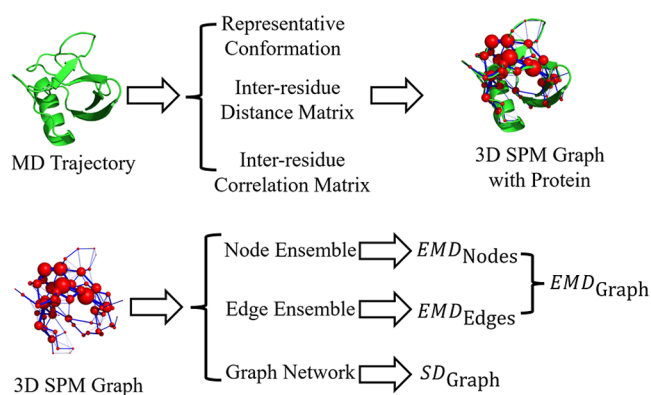 Representative
Conformation
Inter-residue
Distance Matrix
MD Trajectory
Inter-residue
Correlation Matrix
3D SPM Graph
with Protein
Node Ensemble
EMD_Nodes
EMD_Graph
Edge Ensemble
EMD_Edges
3D SPM Graph
Graph Network
SD_Graph